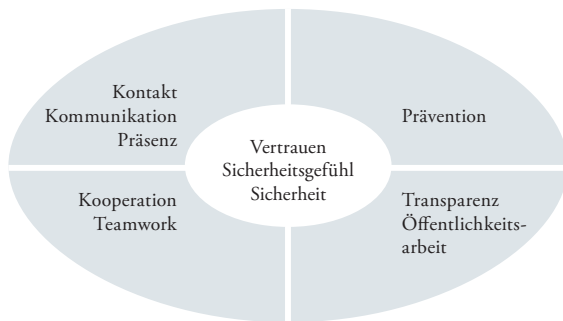 Kontakt
Kommunikation
Präsenz
Prävention
Vertrauen
Sicherheitsgefühl
Sicherheit
Kooperation
Teamwork
Transparenz
Öffentlichkeits-
arbeit